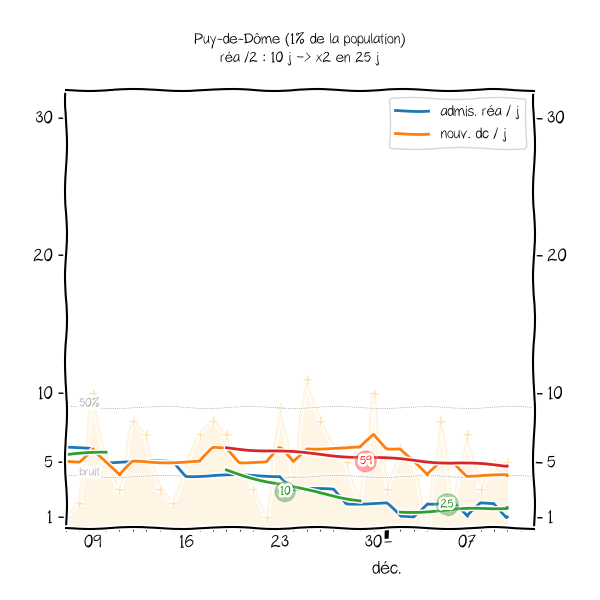 Puy-de-Dôme (1% de la population)
réa /2 : 10 j -> x2 en 25 j
admis. réa / j
nouv. dc / j
30 30
20 20
10 10
50%
59
5 5
bruit
10
25
1 1
09 16 23 30 07
déc.